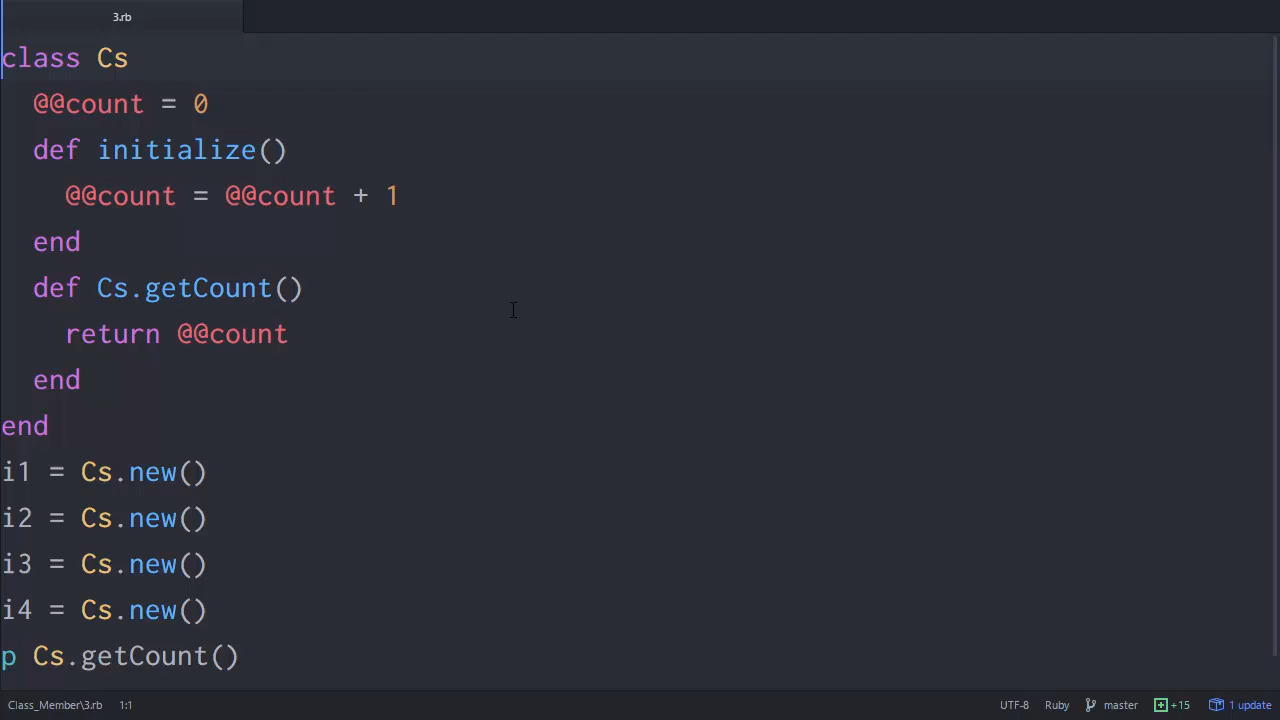 3.rb
class Cs
  @@count = 0
  def initialize()
    @@count = @@count + 1
  end
  def Cs.getCount()
    return @@count
  end
end
i1 = Cs.new()
i2 = Cs.new()
i3 = Cs.new()
i4 = Cs.new()
p Cs.getCount()
Class_Member\3.rb 1:1 UTF-8 Ruby master +15 1 update